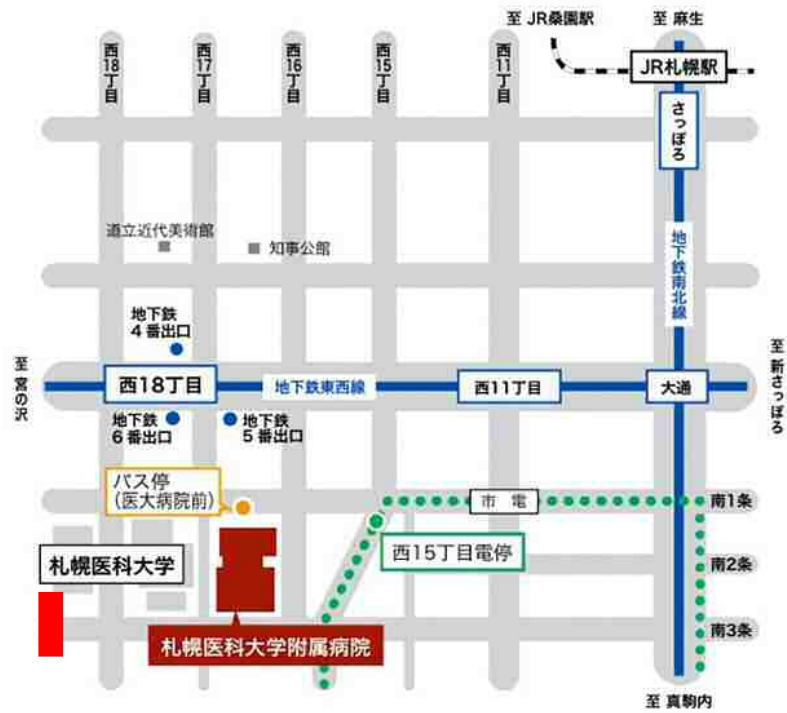 至 JR桑園駅
至 麻生
西18丁目
西17丁目
西16丁目
西15丁目
西11丁目
JR札幌駅
さっぽろ
道立近代美術館
知事公館
地下鉄南北線
地下鉄
4番出口
至 宮の沢
西18丁目
地下鉄東西線
西11丁目
大通
至 新さっぽろ
地下鉄
6番出口
地下鉄
5番出口
バス停
(医大病院前)
市電
南1条
札幌医科大学
西15丁目電停
南2条
札幌医科大学附属病院
南3条
至 真駒内